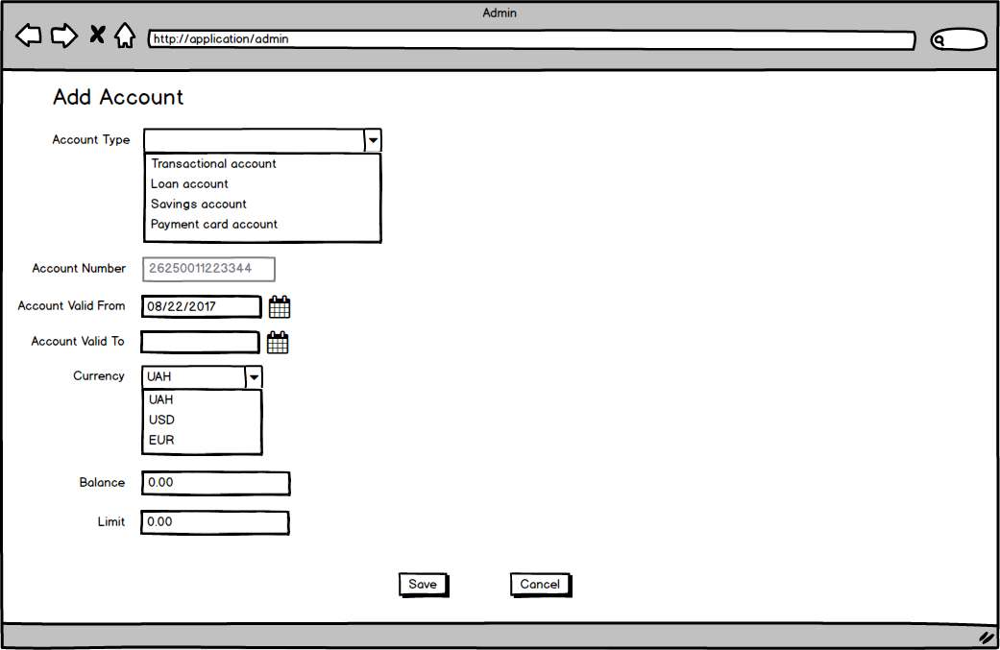 Admin
http://application/admin
Add Account
Account Type
Transactional account
Loan account
Savings account
Payment card account
Account Number 26250011223344
Account Valid From 08/22/2017
Account Valid To
Currency UAH
UAH
USD
EUR
Balance 0.00
Limit 0.00
Save Cancel